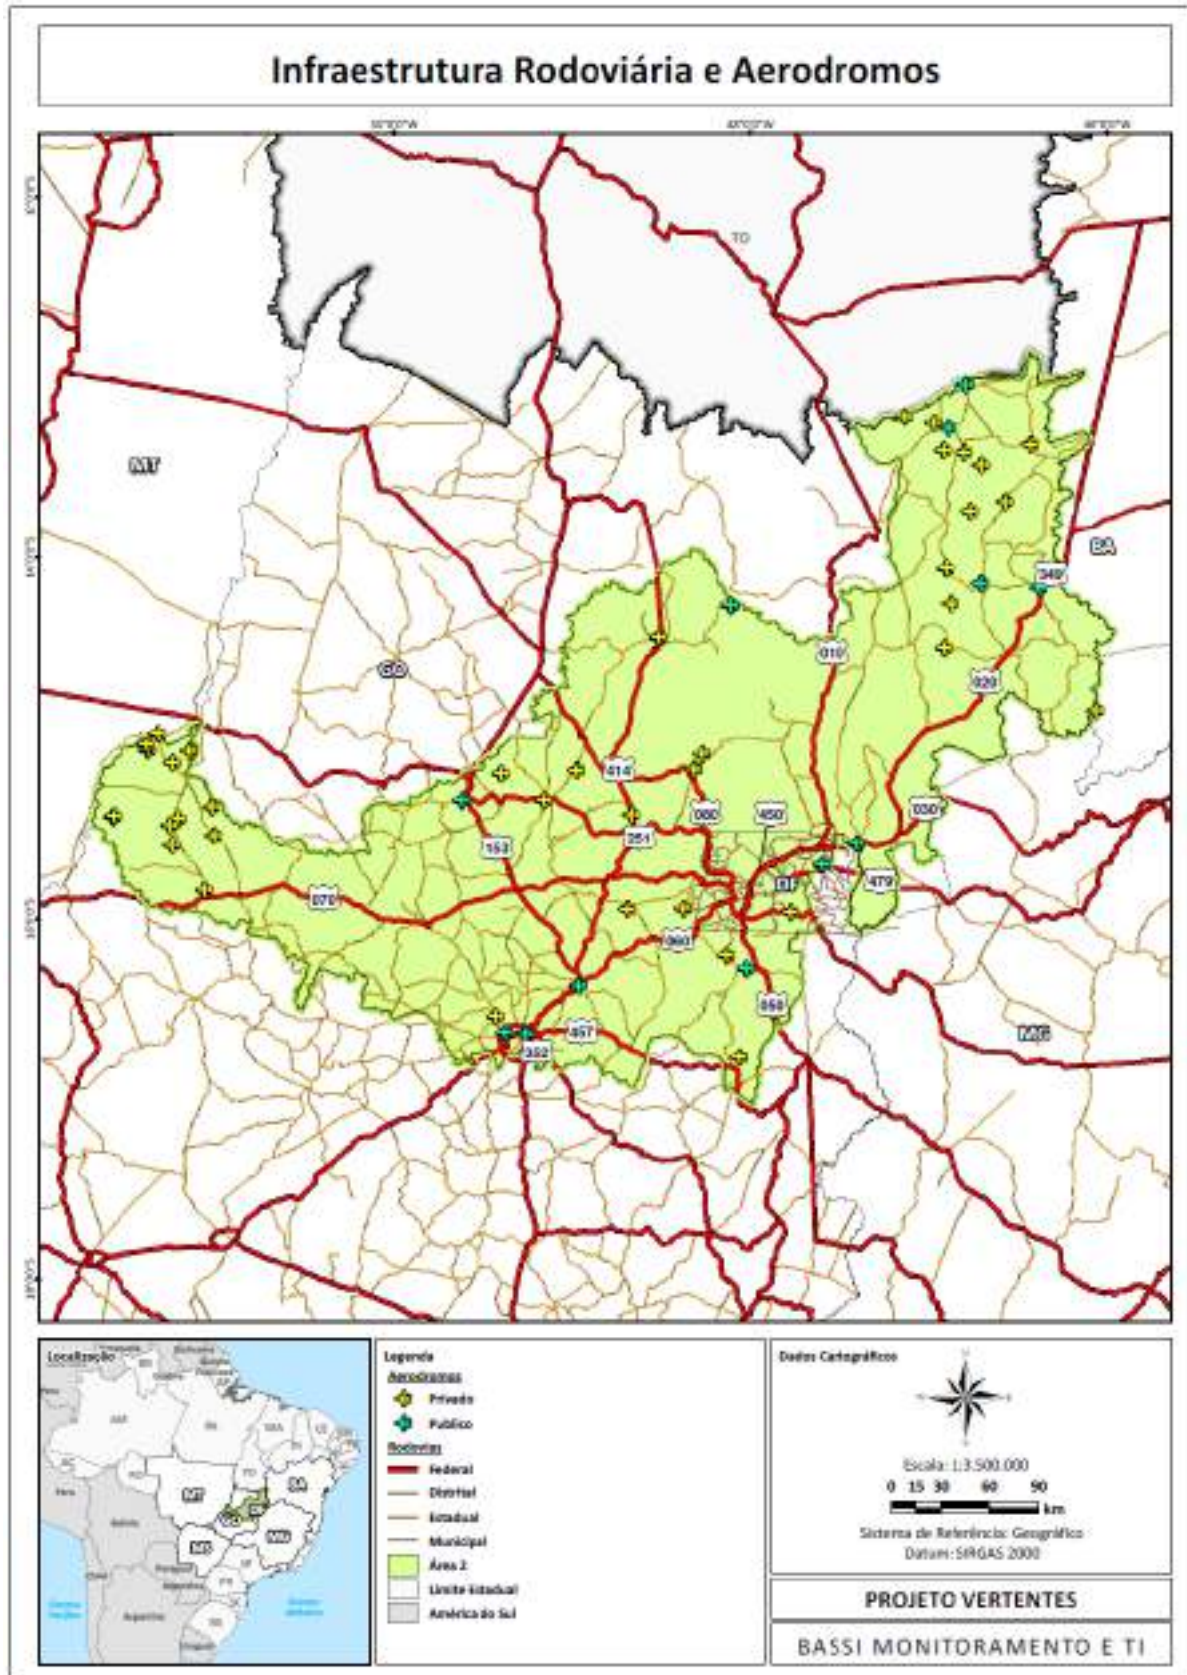 Infraestrutura Rodoviária e Aerodromos
TO
MT
BA
349
GO
010
020
414
080
450
030
153
251
DF
479
070
060
050
457
MG
352
Localização
MT
BA
GO
DF
MG
MS
Legenda
Aerodromos
Privado
Publico
Rodovias
Federal
Distrital
Estadual
Municipal
Área 2
Limite Estadual
América do Sul
Dados Cartográficos
Escala: 1:3.500.000
0 15 30 60 90
km
Sistema de Referência: Geográfico
Datum: SIRGAS 2000
PROJETO VERTENTES
BASSI MONITORAMENTO E TI